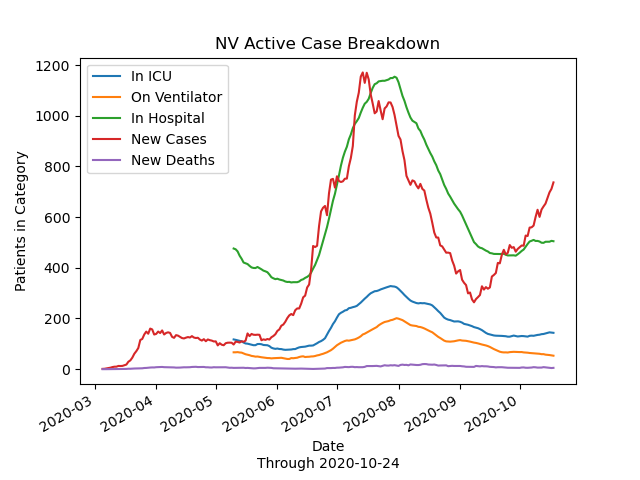 NV Active Case Breakdown
1200
1000
800
600
400
200
0
Patients in Category
In ICU
On Ventilator
In Hospital
New Cases
New Deaths
2020-03
2020-04
2020-05
2020-06
2020-07
2020-08
2020-09
2020-10
Date
Through 2020-10-24